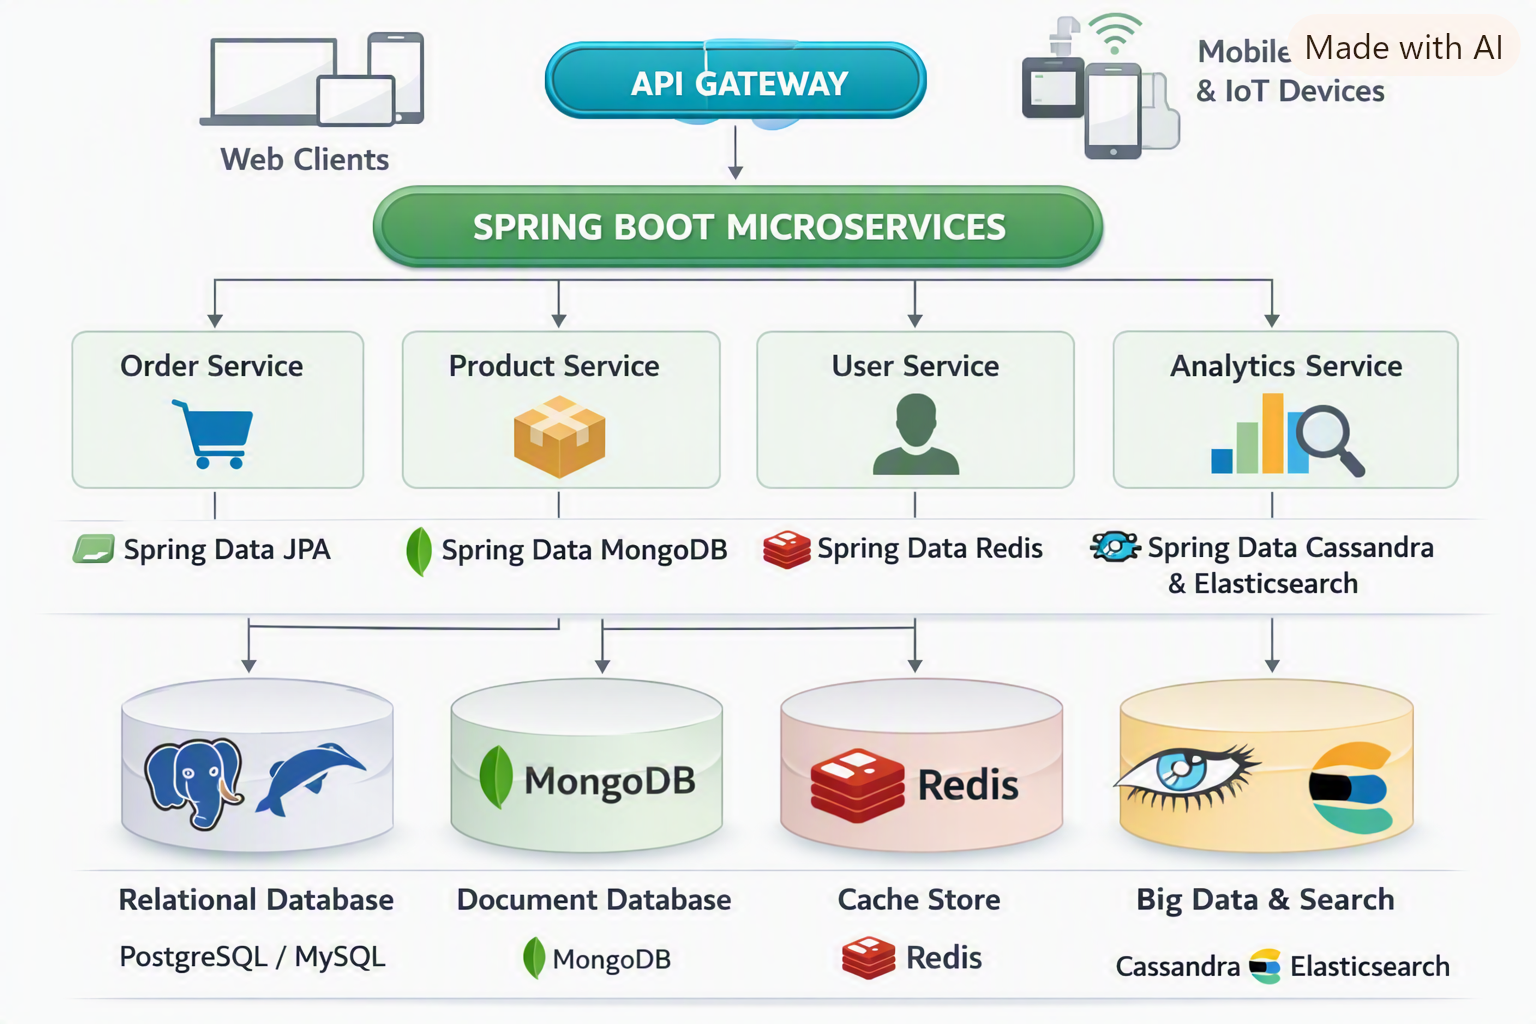 API GATEWAY
Mobile
& IoT Devices
Made with AI
Web Clients
SPRING BOOT MICROSERVICES
Order Service
Product Service
User Service
Analytics Service
Spring Data JPA
Spring Data MongoDB
Spring Data Redis
Spring Data Cassandra
& Elasticsearch
MongoDB
Redis
Relational Database
Document Database
Cache Store
Big Data & Search
PostgreSQL / MySQL
MongoDB
Redis
Cassandra
Elasticsearch